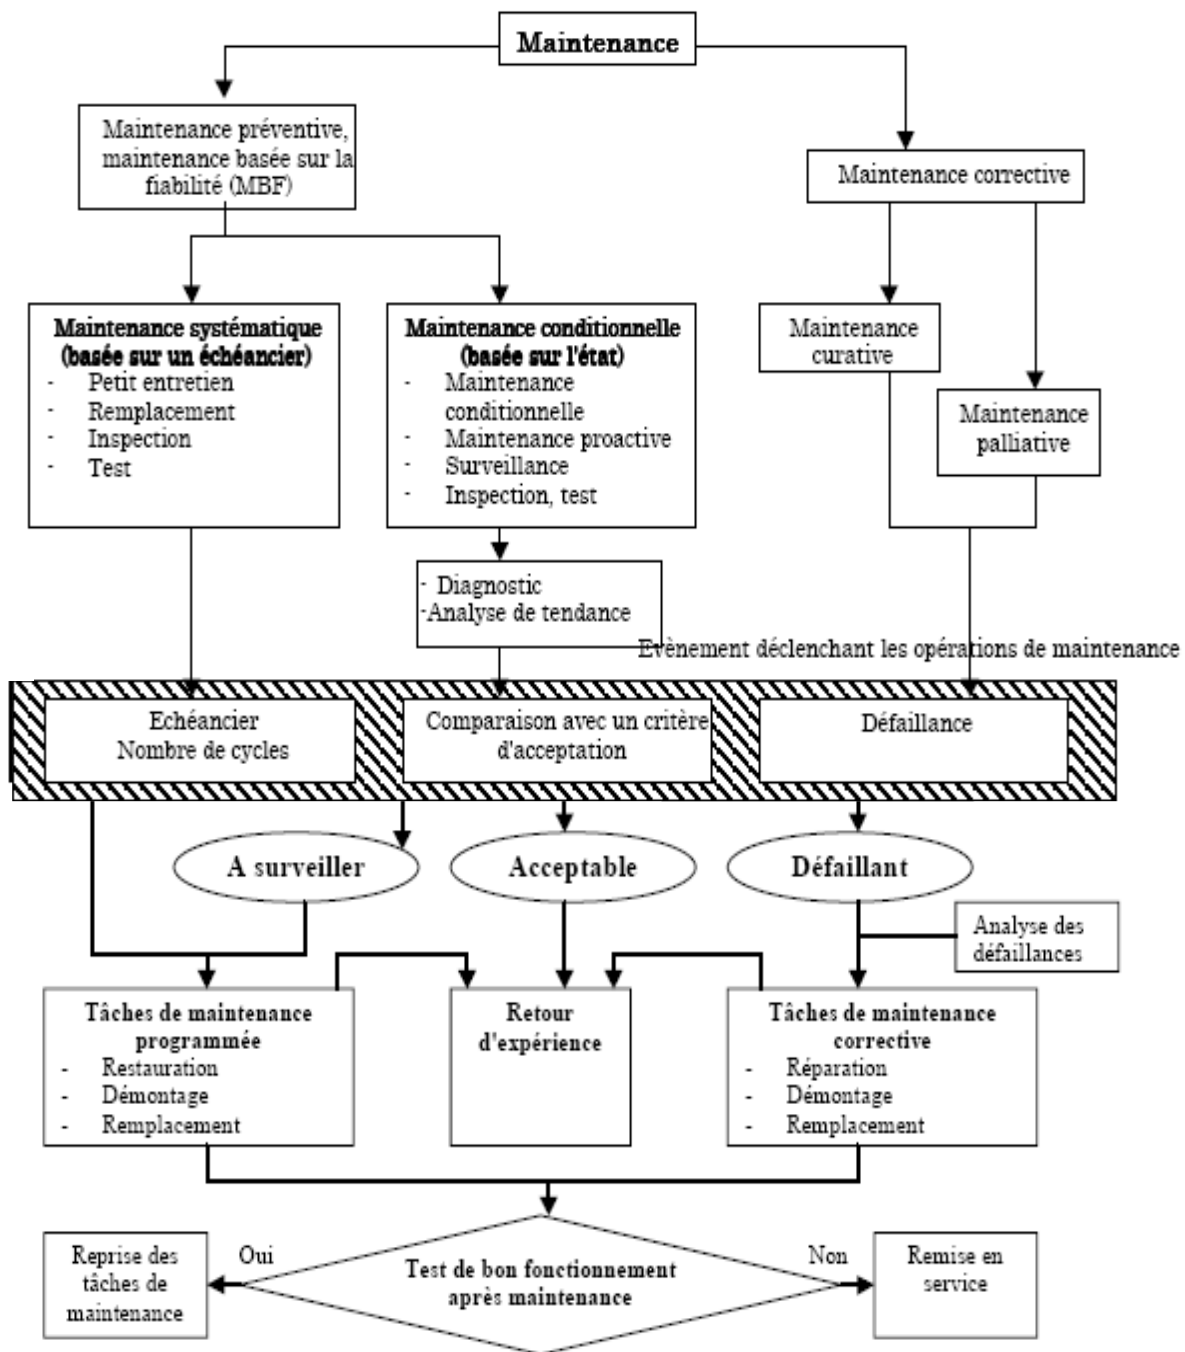 Maintenance
Maintenance préventive,
maintenance basée sur la
fiabilité (MBF)
Maintenance corrective
Maintenance systématique
(basée sur un échéancier)
- Petit entretien
- Remplacement
- Inspection
- Test
Maintenance conditionnelle
(basée sur l'état)
- Maintenance
conditionnelle
- Maintenance proactive
- Surveillance
- Inspection, test
Maintenance
curative
Maintenance
palliative
- Diagnostic
-Analyse de tendance
Evènement déclenchant les opérations de maintenance
Echéancier
Nombre de cycles
Comparaison avec un critère
d'acceptation
Défaillance
A surveiller
Acceptable
Défaillant
Analyse des
défaillances
Tâches de maintenance
programmée
- Restauration
- Démontage
- Remplacement
Retour
d'expérience
Tâches de maintenance
corrective
- Réparation
- Démontage
- Remplacement
Reprise des
tâches de
maintenance
Oui
Test de bon fonctionnement
après maintenance
Non
Remise en
service